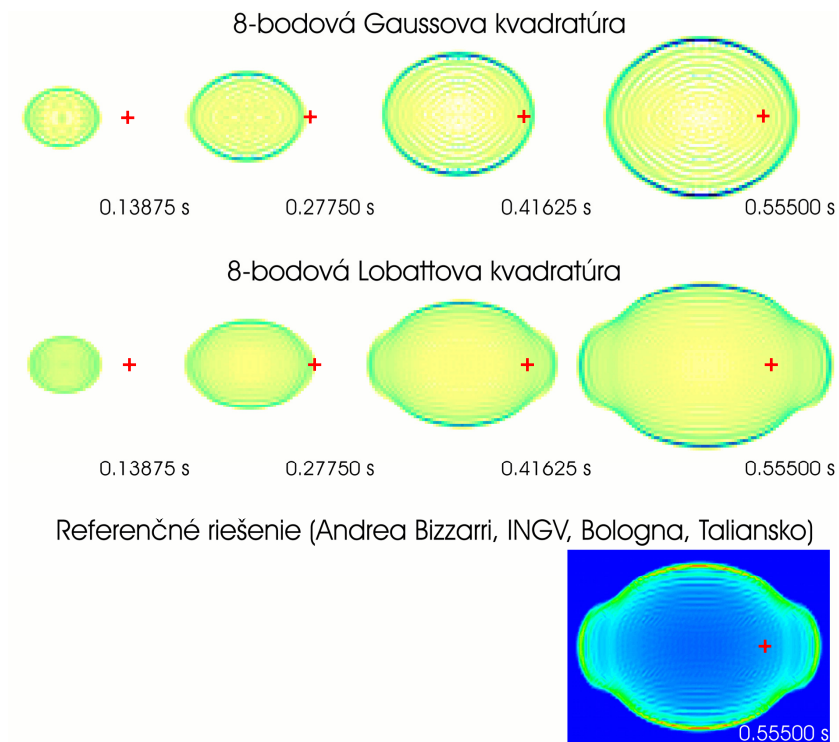 8-bodová Gaussova kvadratúra
0.13875 s 0.27750 s 0.41625 s 0.55500 s
8-bodová Lobattova kvadratúra
0.13875 s 0.27750 s 0.41625 s 0.55500 s
Referenčné riešenie (Andrea Bizzarri, INGV, Bologna, Taliansko)
0.55500 s